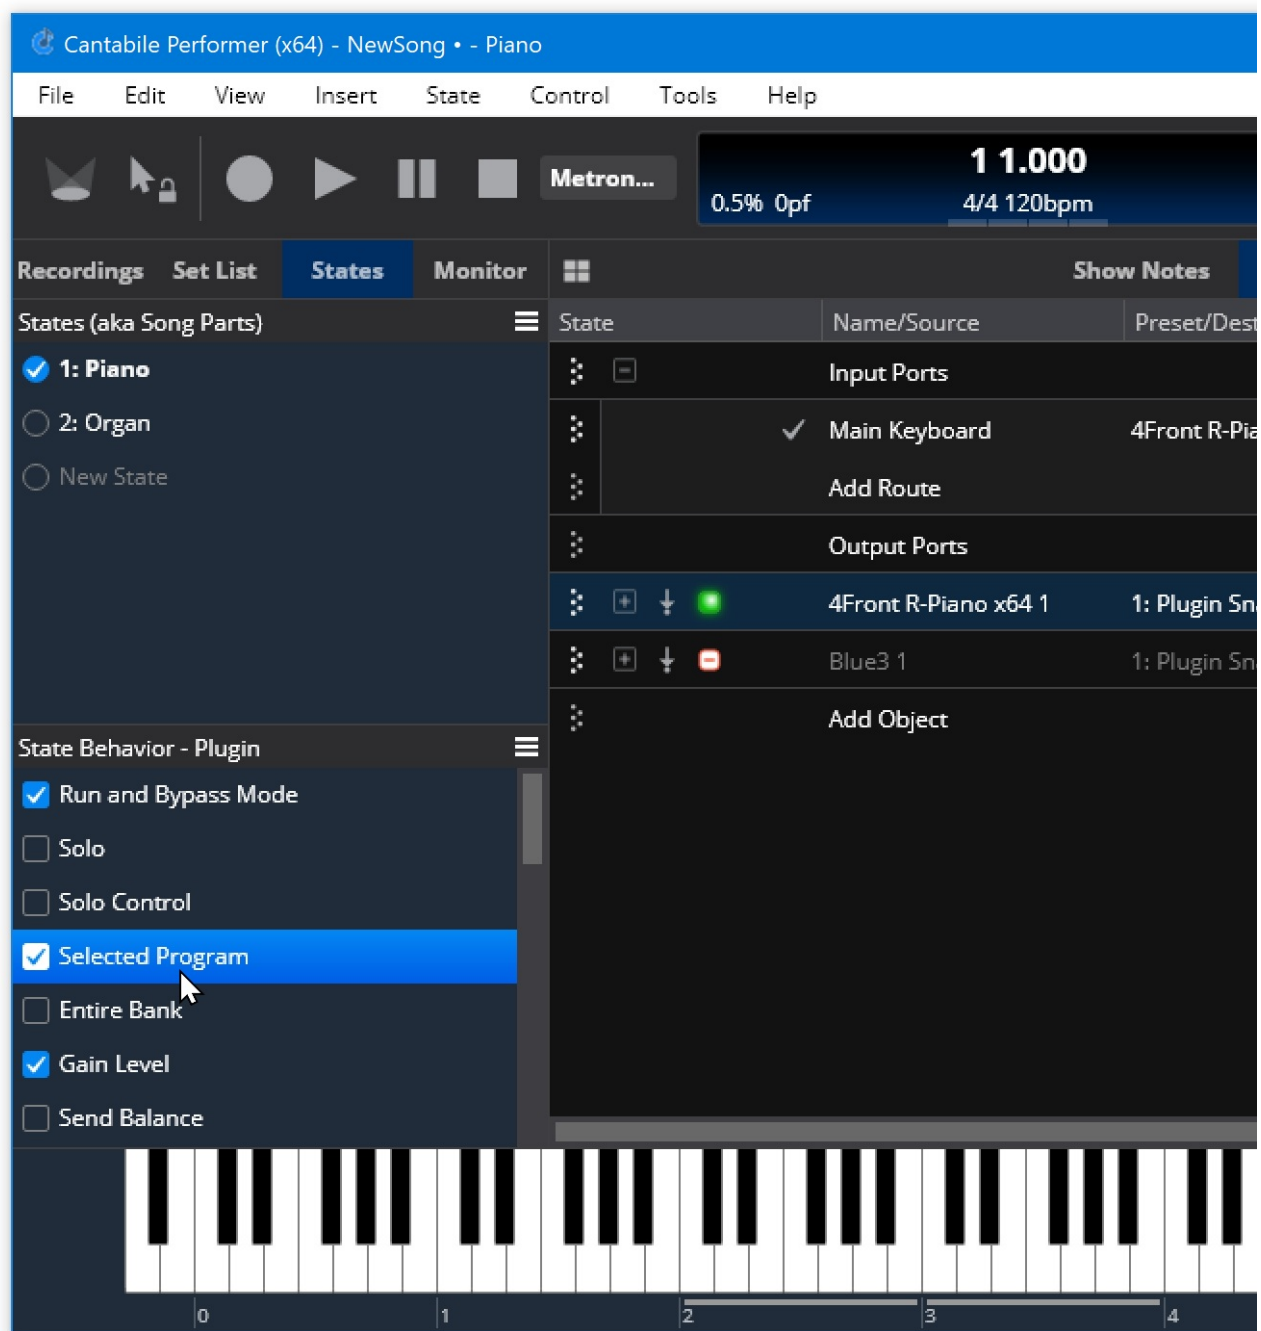 Cantabile Performer (x64) - NewSong • - Piano
File Edit View Insert State Control Tools Help
Metron...
1 1.000
0.5% 0pf 4/4 120bpm
Recordings Set List States Monitor Show Notes
States (aka Song Parts)
State Name/Source Preset/Dest
1: Piano
2: Organ
New State
Input Ports
Main Keyboard 4Front R-Pia
Add Route
Output Ports
4Front R-Piano x64 1 1: Plugin Sna
Blue3 1 1: Plugin Sna
Add Object
State Behavior - Plugin
Run and Bypass Mode
Solo
Solo Control
Selected Program
Entire Bank
Gain Level
Send Balance
0 1 2 3 4